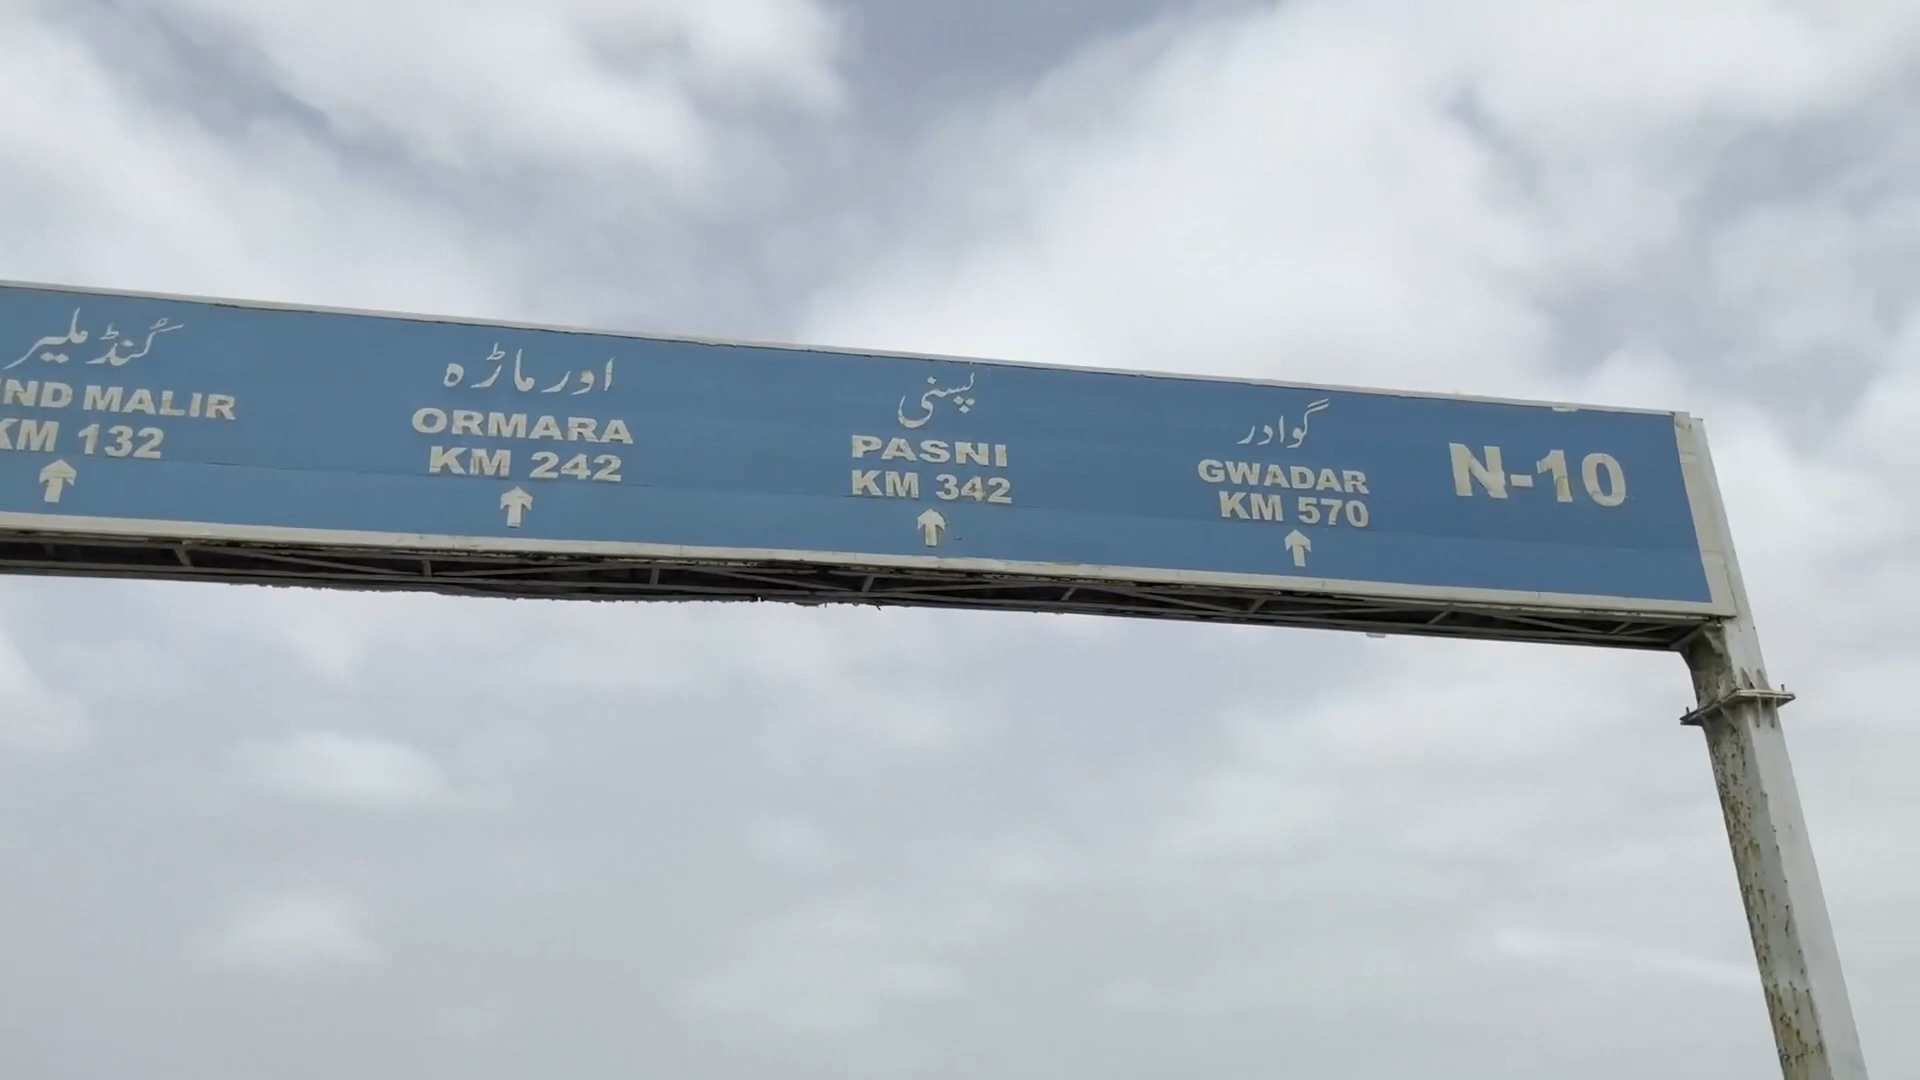 کنڈ ملیر
ND MALIR
KM 132
اورماڑہ
ORMARA
KM 242
پسنی
PASNI
KM 342
گوادر
GWADAR
KM 570
N-10